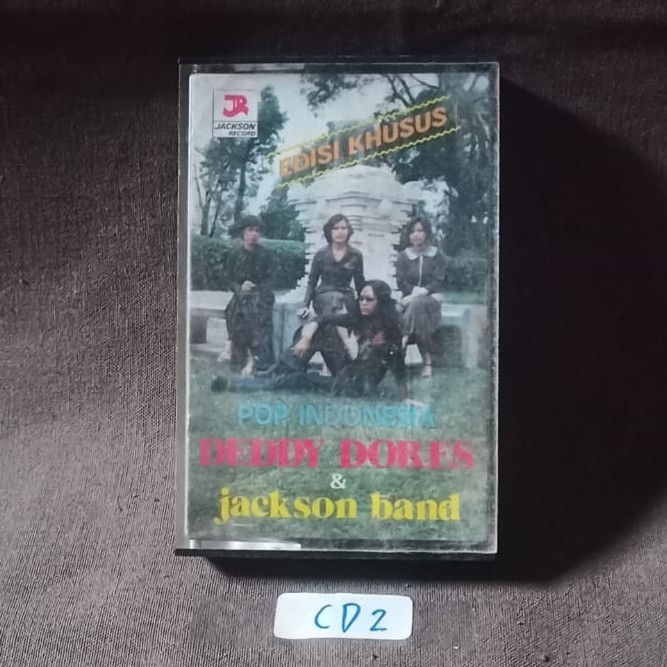 JR
JACKSON
RECORD
EDISI KHUSUS
POP INDONESIA
DEDDY DORES
&
jackson band
CD2